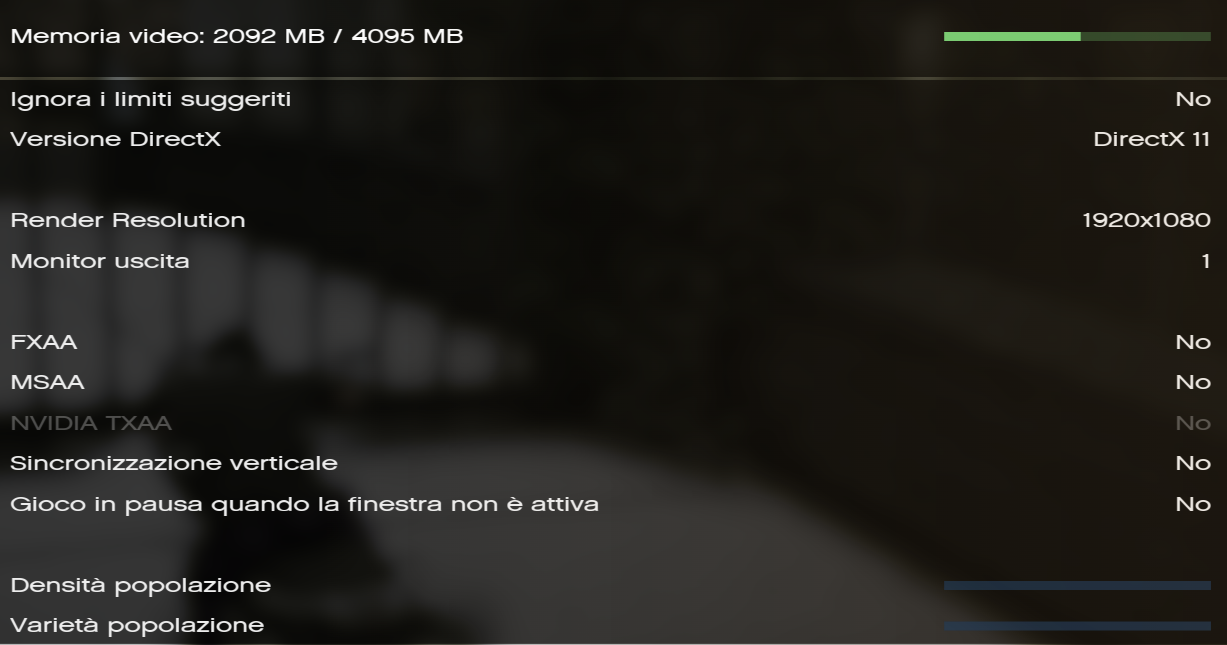 Memoria video: 2092 MB / 4095 MB
Ignora i limiti suggeriti No
Versione DirectX DirectX 11
Render Resolution 1920x1080
Monitor uscita 1
FXAA No
MSAA No
NVIDIA TXAA No
Sincronizzazione verticale No
Gioco in pausa quando la finestra non è attiva No
Densità popolazione
Varietà popolazione